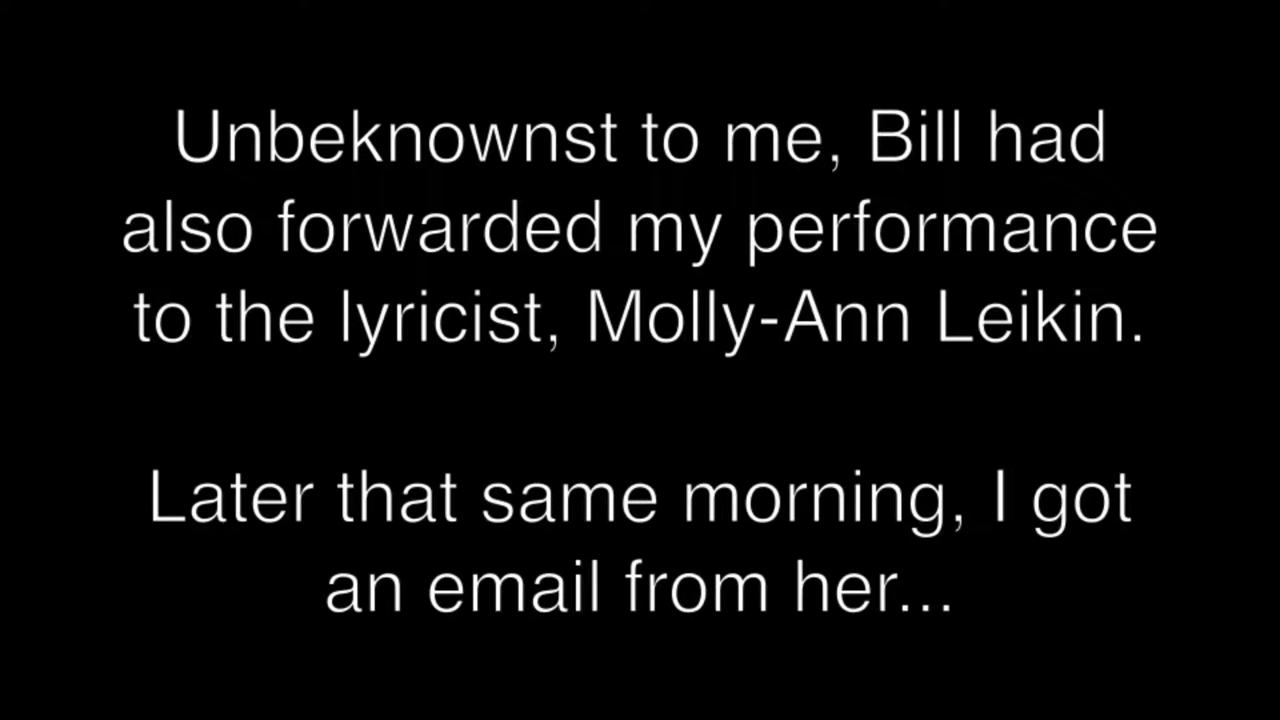 Unbeknownst to me, Bill had
also forwarded my performance
to the lyricist, Molly-Ann Leikin.
Later that same morning, I got
an email from her...